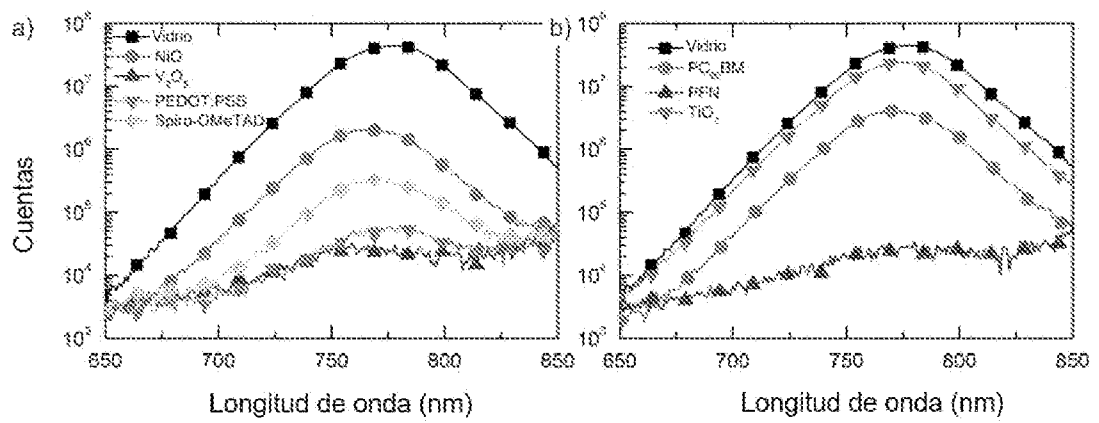 a)
Vidrio
NiO
V₂O₅
PEDOT:PSS
Spiro-OMeTAD
Cuentas
10⁸
10⁷
10⁶
10⁵
10⁴
10³
650
700
750
800
850
Longitud de onda (nm)
b)
Vidrio
PFN
TiO₂
10⁸
10⁷
10⁶
10⁵
10⁴
10³
650
700
750
800
850
Longitud de onda (nm)